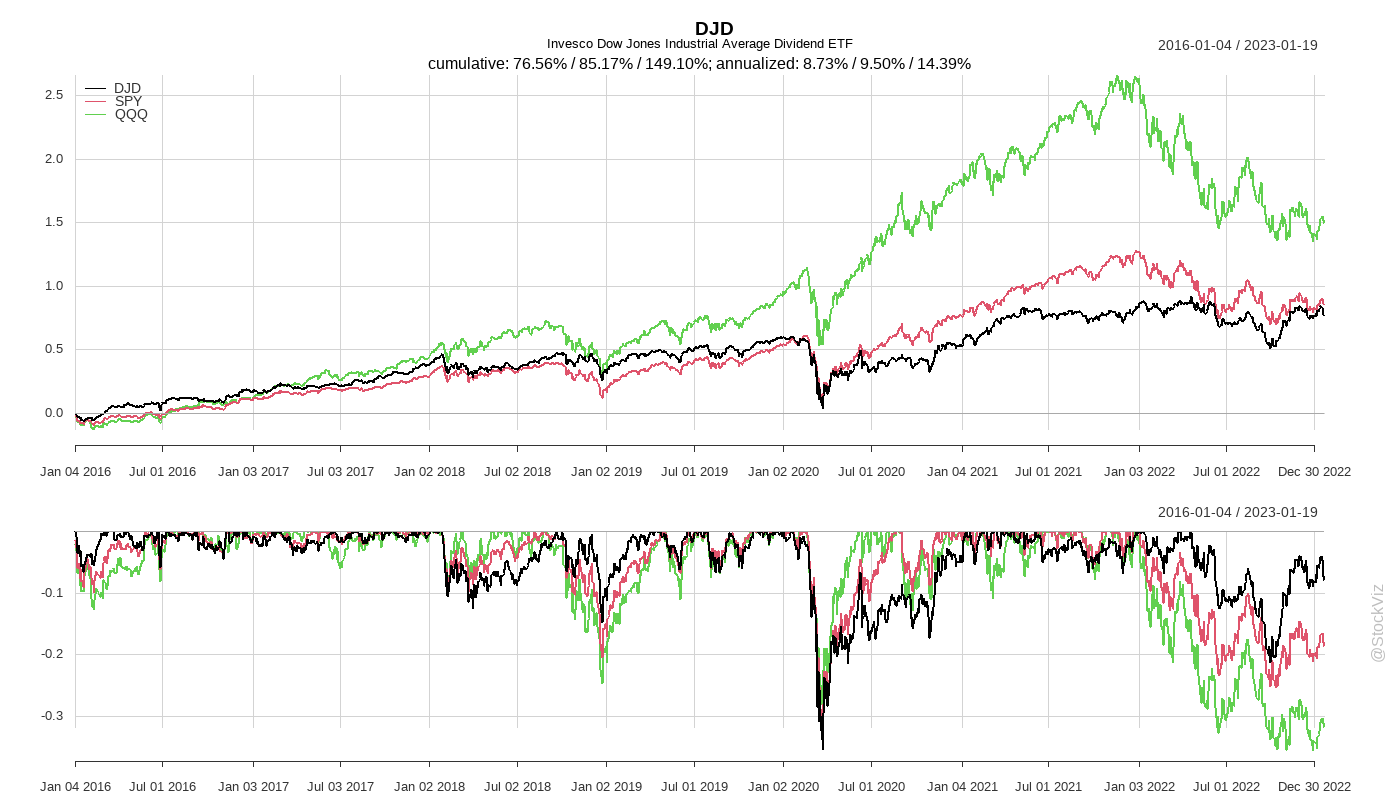 DJD
Invesco Dow Jones Industrial Average Dividend ETF
2016-01-04 / 2023-01-19
cumulative: 76.56% / 85.17% / 149.10%; annualized: 8.73% / 9.50% / 14.39%
DJD
SPY
QQQ
2.5
2.0
1.5
1.0
0.5
0.0
Jan 04 2016 Jul 01 2016 Jan 03 2017 Jul 03 2017 Jan 02 2018 Jul 02 2018 Jan 02 2019 Jul 01 2019 Jan 02 2020 Jul 01 2020 Jan 04 2021 Jul 01 2021 Jan 03 2022 Jul 01 2022 Dec 30 2022
2016-01-04 / 2023-01-19
-0.1
-0.2
-0.3
Jan 04 2016 Jul 01 2016 Jan 03 2017 Jul 03 2017 Jan 02 2018 Jul 02 2018 Jan 02 2019 Jul 01 2019 Jan 02 2020 Jul 01 2020 Jan 04 2021 Jul 01 2021 Jan 03 2022 Jul 01 2022 Dec 30 2022
@StockViz